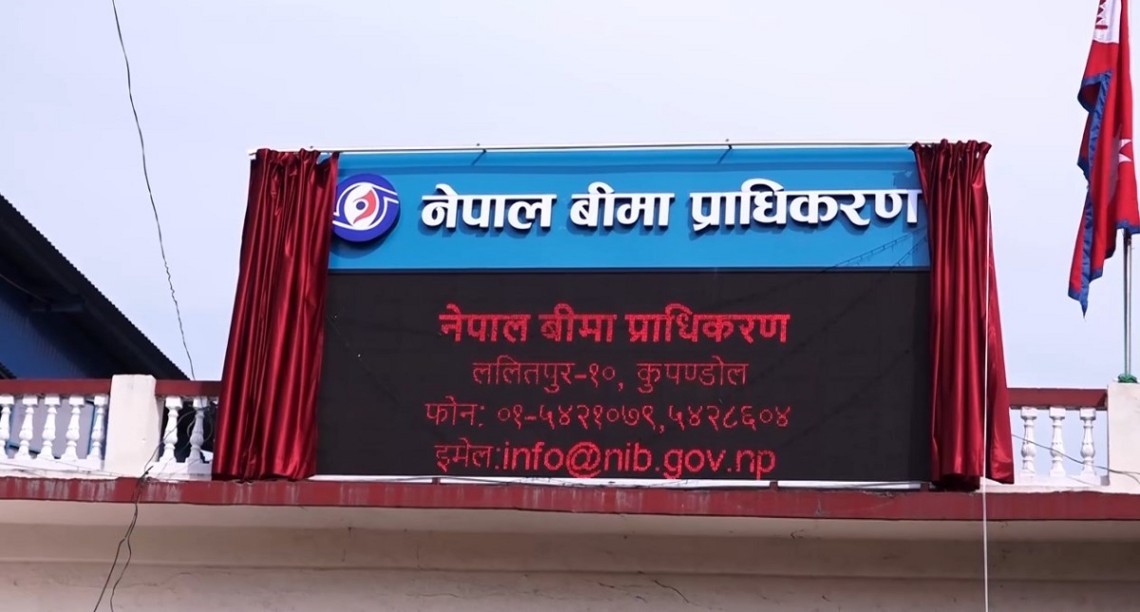 नेपाल बीमा प्राधिकरण
नेपाल बीमा प्राधिकरण
ललितपुर-१०, कुपण्डोल
फोन: ०१-५४२१०७९,५४२८६०४
इमेल:info@nib.gov.np